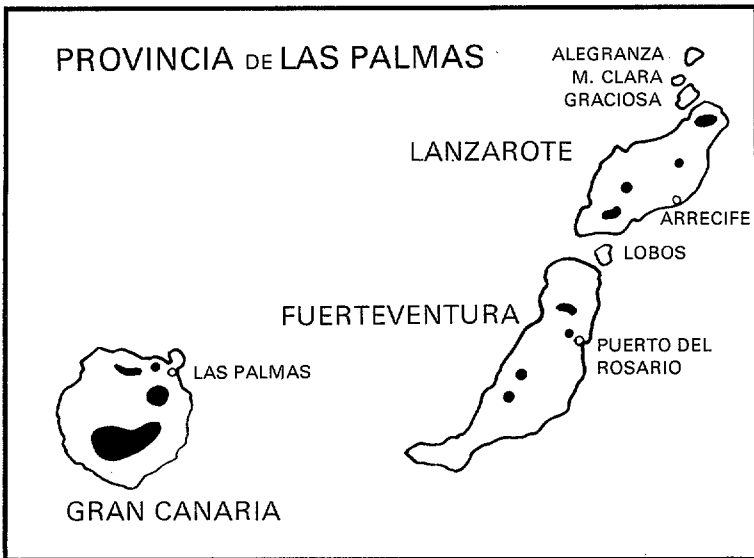 PROVINCIA DE LAS PALMAS
ALEGRANZA
M. CLARA
GRACIOSA
LANZAROTE
ARRECIFE
LOBOS
FUERTEVENTURA
PUERTO DEL
ROSARIO
LAS PALMAS
GRAN CANARIA